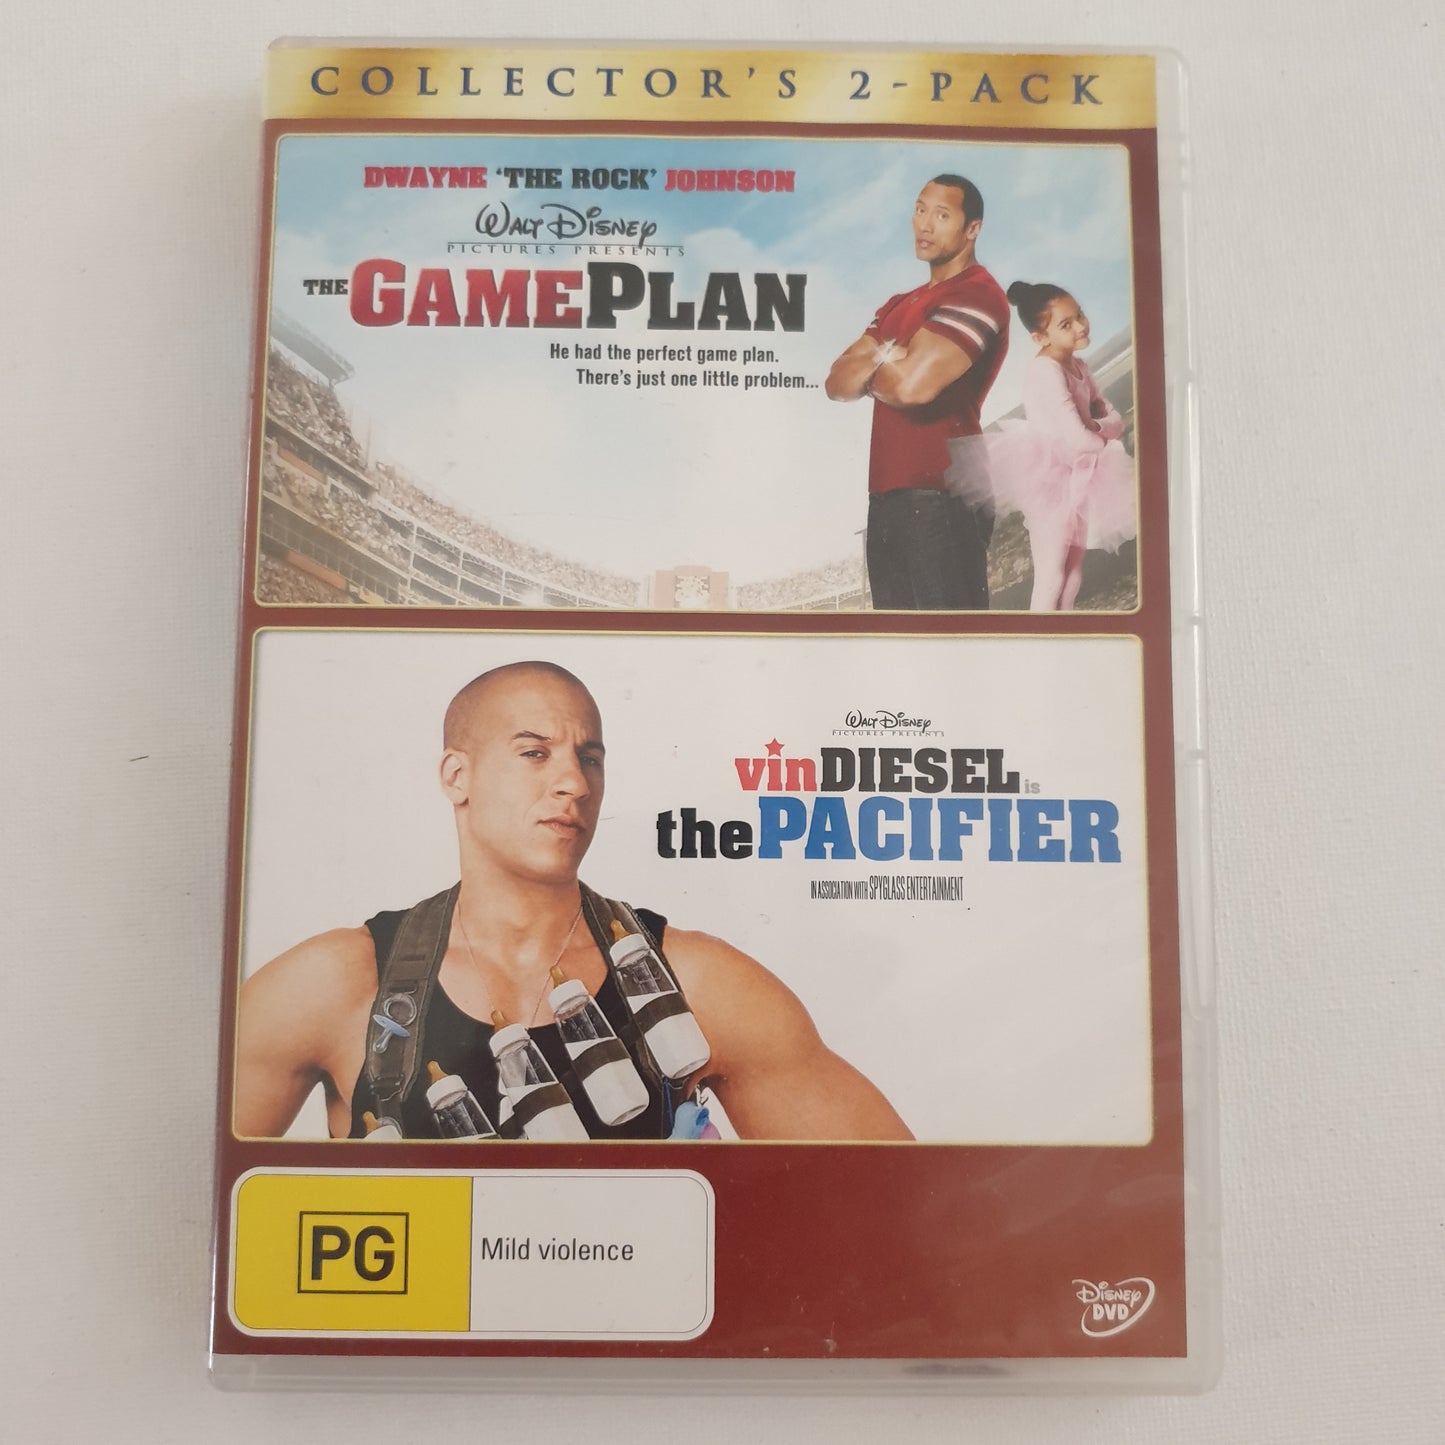 COLLECTOR'S 2-PACK
DWAYNE 'THE ROCK' JOHNSON
WALT DISNEY
PICTURES PRESENTS
THE GAME PLAN
He had the perfect game plan.
There's just one little problem...
WALT DISNEY
PICTURES PRESENTS
vin DIESEL is
the PACIFIER
IN ASSOCIATION WITH SPYGLASS ENTERTAINMENT
PG Mild violence
DISNEY
DVD